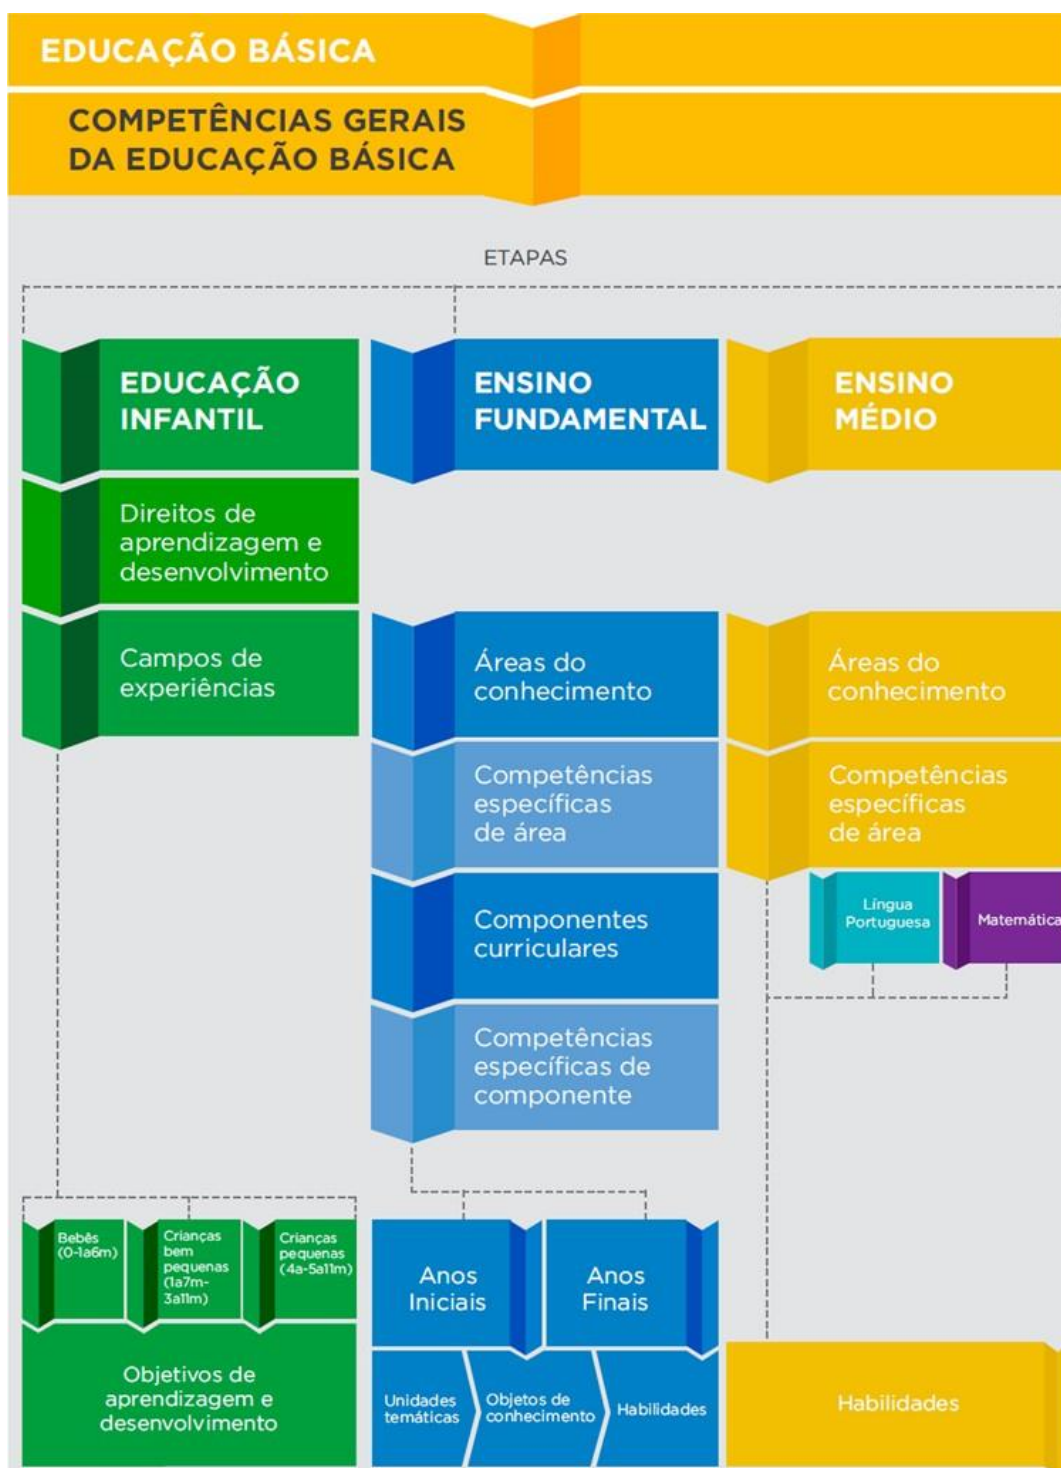 EDUCAÇÃO BÁSICA
COMPETÊNCIAS GERAIS
DA EDUCAÇÃO BÁSICA
ETAPAS
EDUCAÇÃO
INFANTIL
Direitos de
aprendizagem e
desenvolvimento
Campos de
experiências
Bebês
(0-1a6m)
Crianças
bem
pequenas
(1a7m-
3a11m)
Crianças
pequenas
(4a-5a11m)
Objetivos de
aprendizagem e
desenvolvimento
ENSINO
FUNDAMENTAL
Áreas do
conhecimento
Competências
específicas
de área
Componentes
curriculares
Competências
específicas de
componente
Anos
Iniciais
Anos
Finais
Unidades
temáticas
Objetos de
conhecimento
Habilidades
ENSINO
MÉDIO
Áreas do
conhecimento
Competências
específicas
de área
Língua
Portuguesa
Matemática
Habilidades